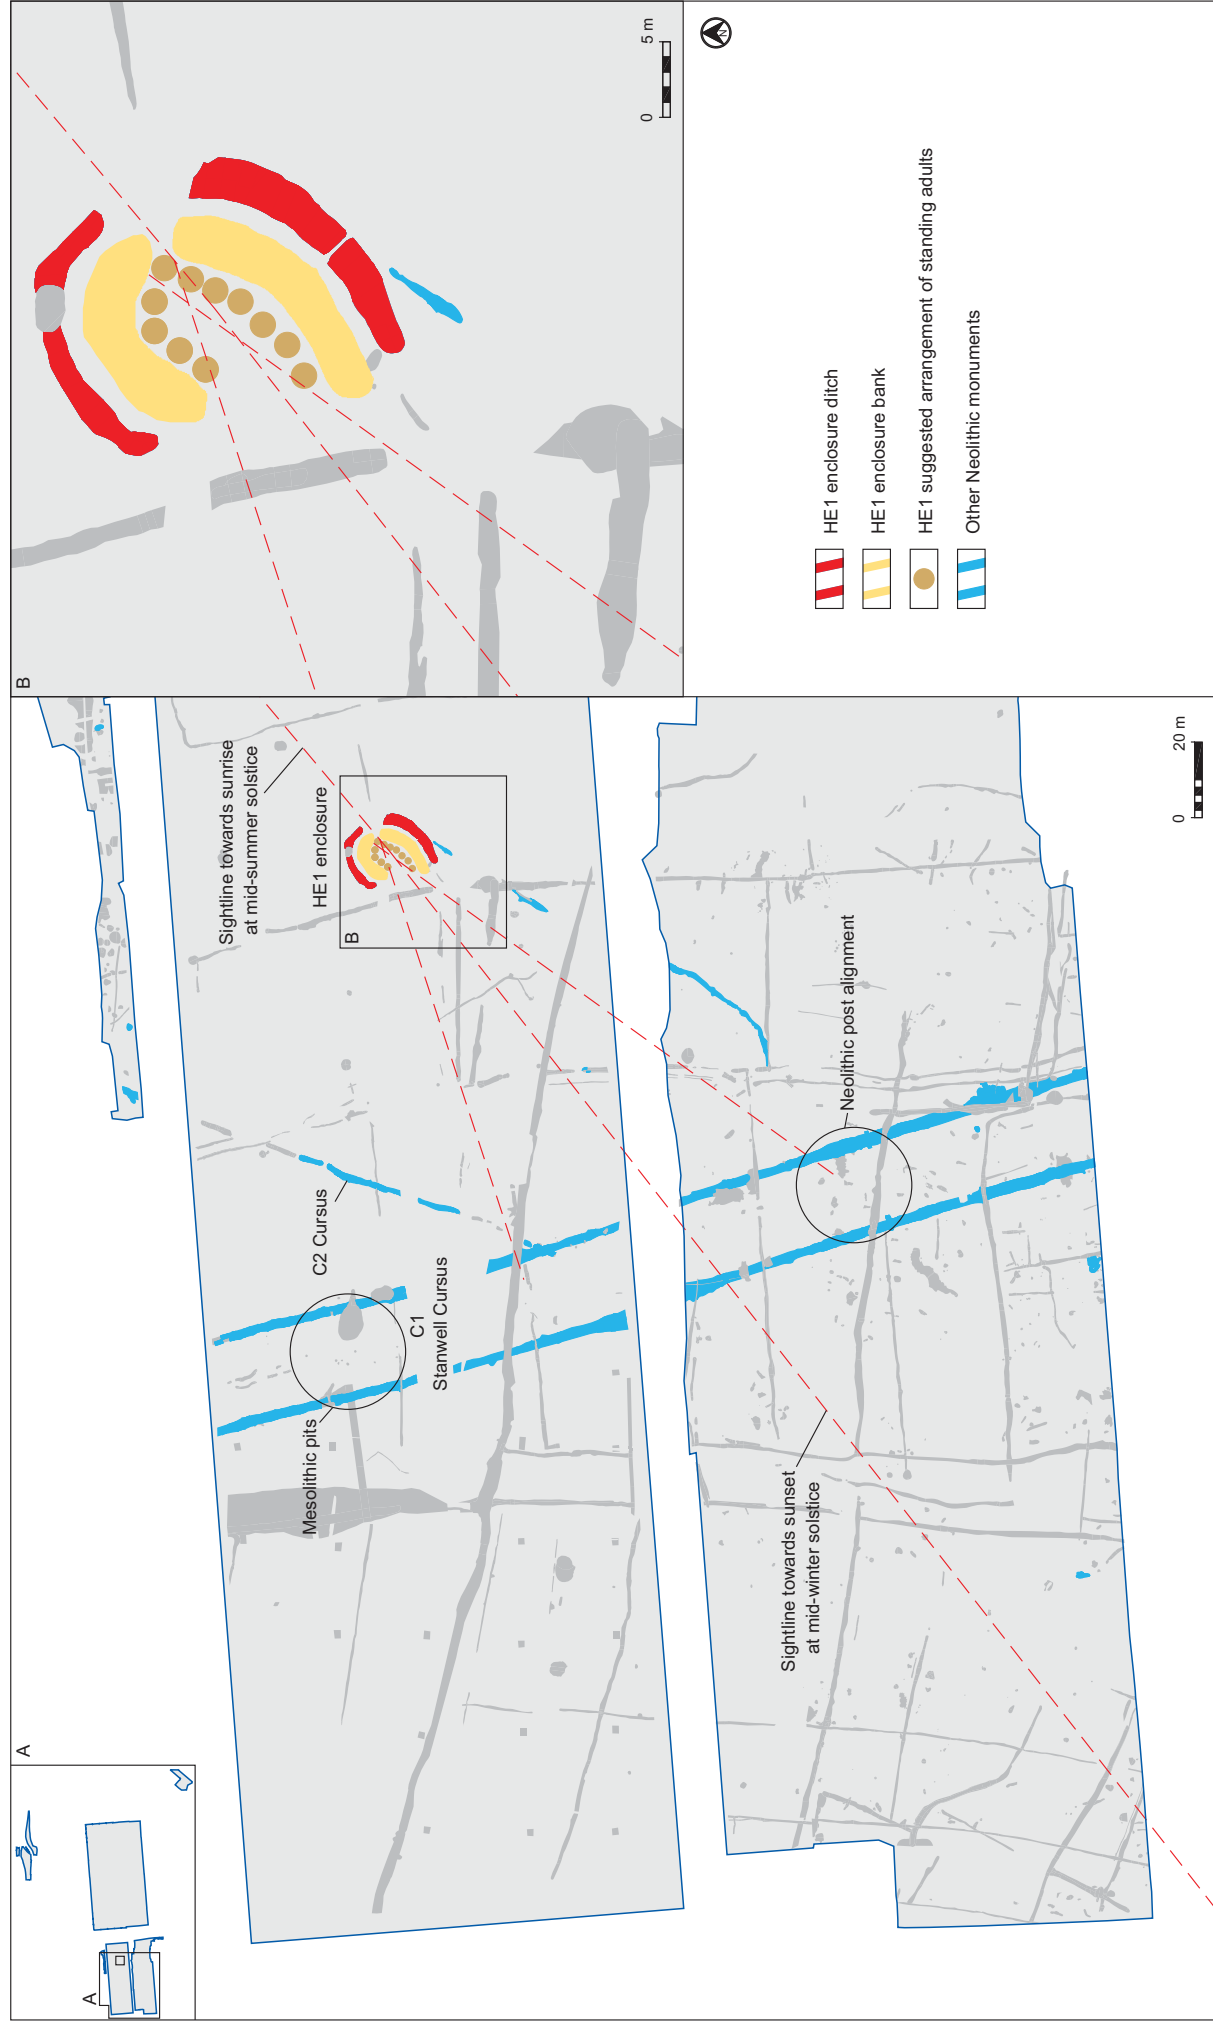 A
A
B
Sightline towards sunrise
at mid-summer solstice
HE1 enclosure
B
C2 Cursus
Mesolithic pits
C1
Stanwell Cursus
Neolithic post alignment
Sightline towards sunset
at mid-winter solstice
0
20 m
0
5 m
N
HE1 enclosure ditch
HE1 enclosure bank
HE1 suggested arrangement of standing adults
Other Neolithic monuments